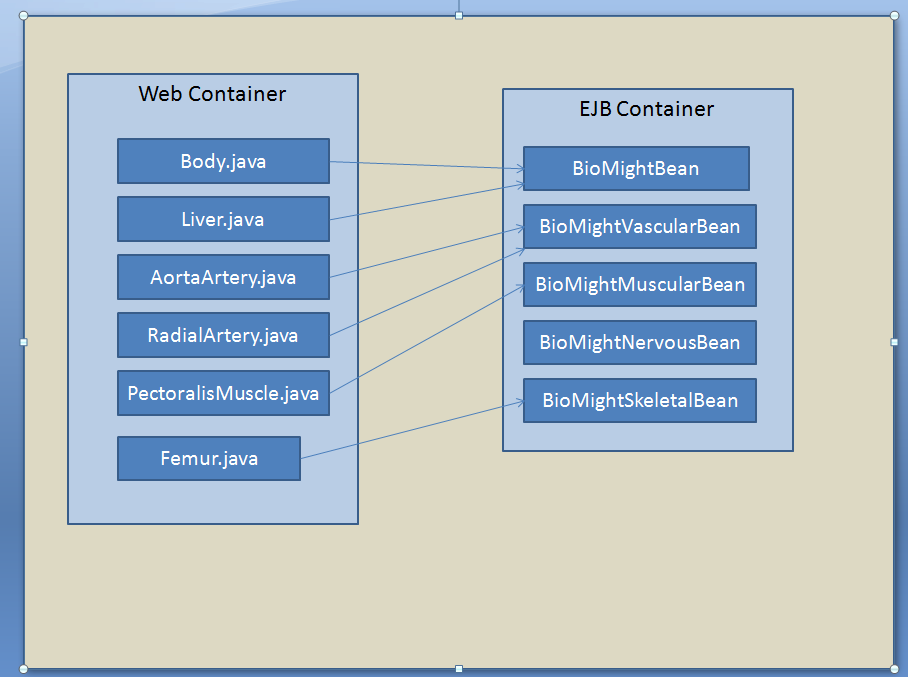 Web Container
Body.java
Liver.java
AortaArtery.java
RadialArtery.java
PectoralisMuscle.java
Femur.java
EJB Container
BioMightBean
BioMightVascularBean
BioMightMuscularBean
BioMightNervousBean
BioMightSkeletalBean